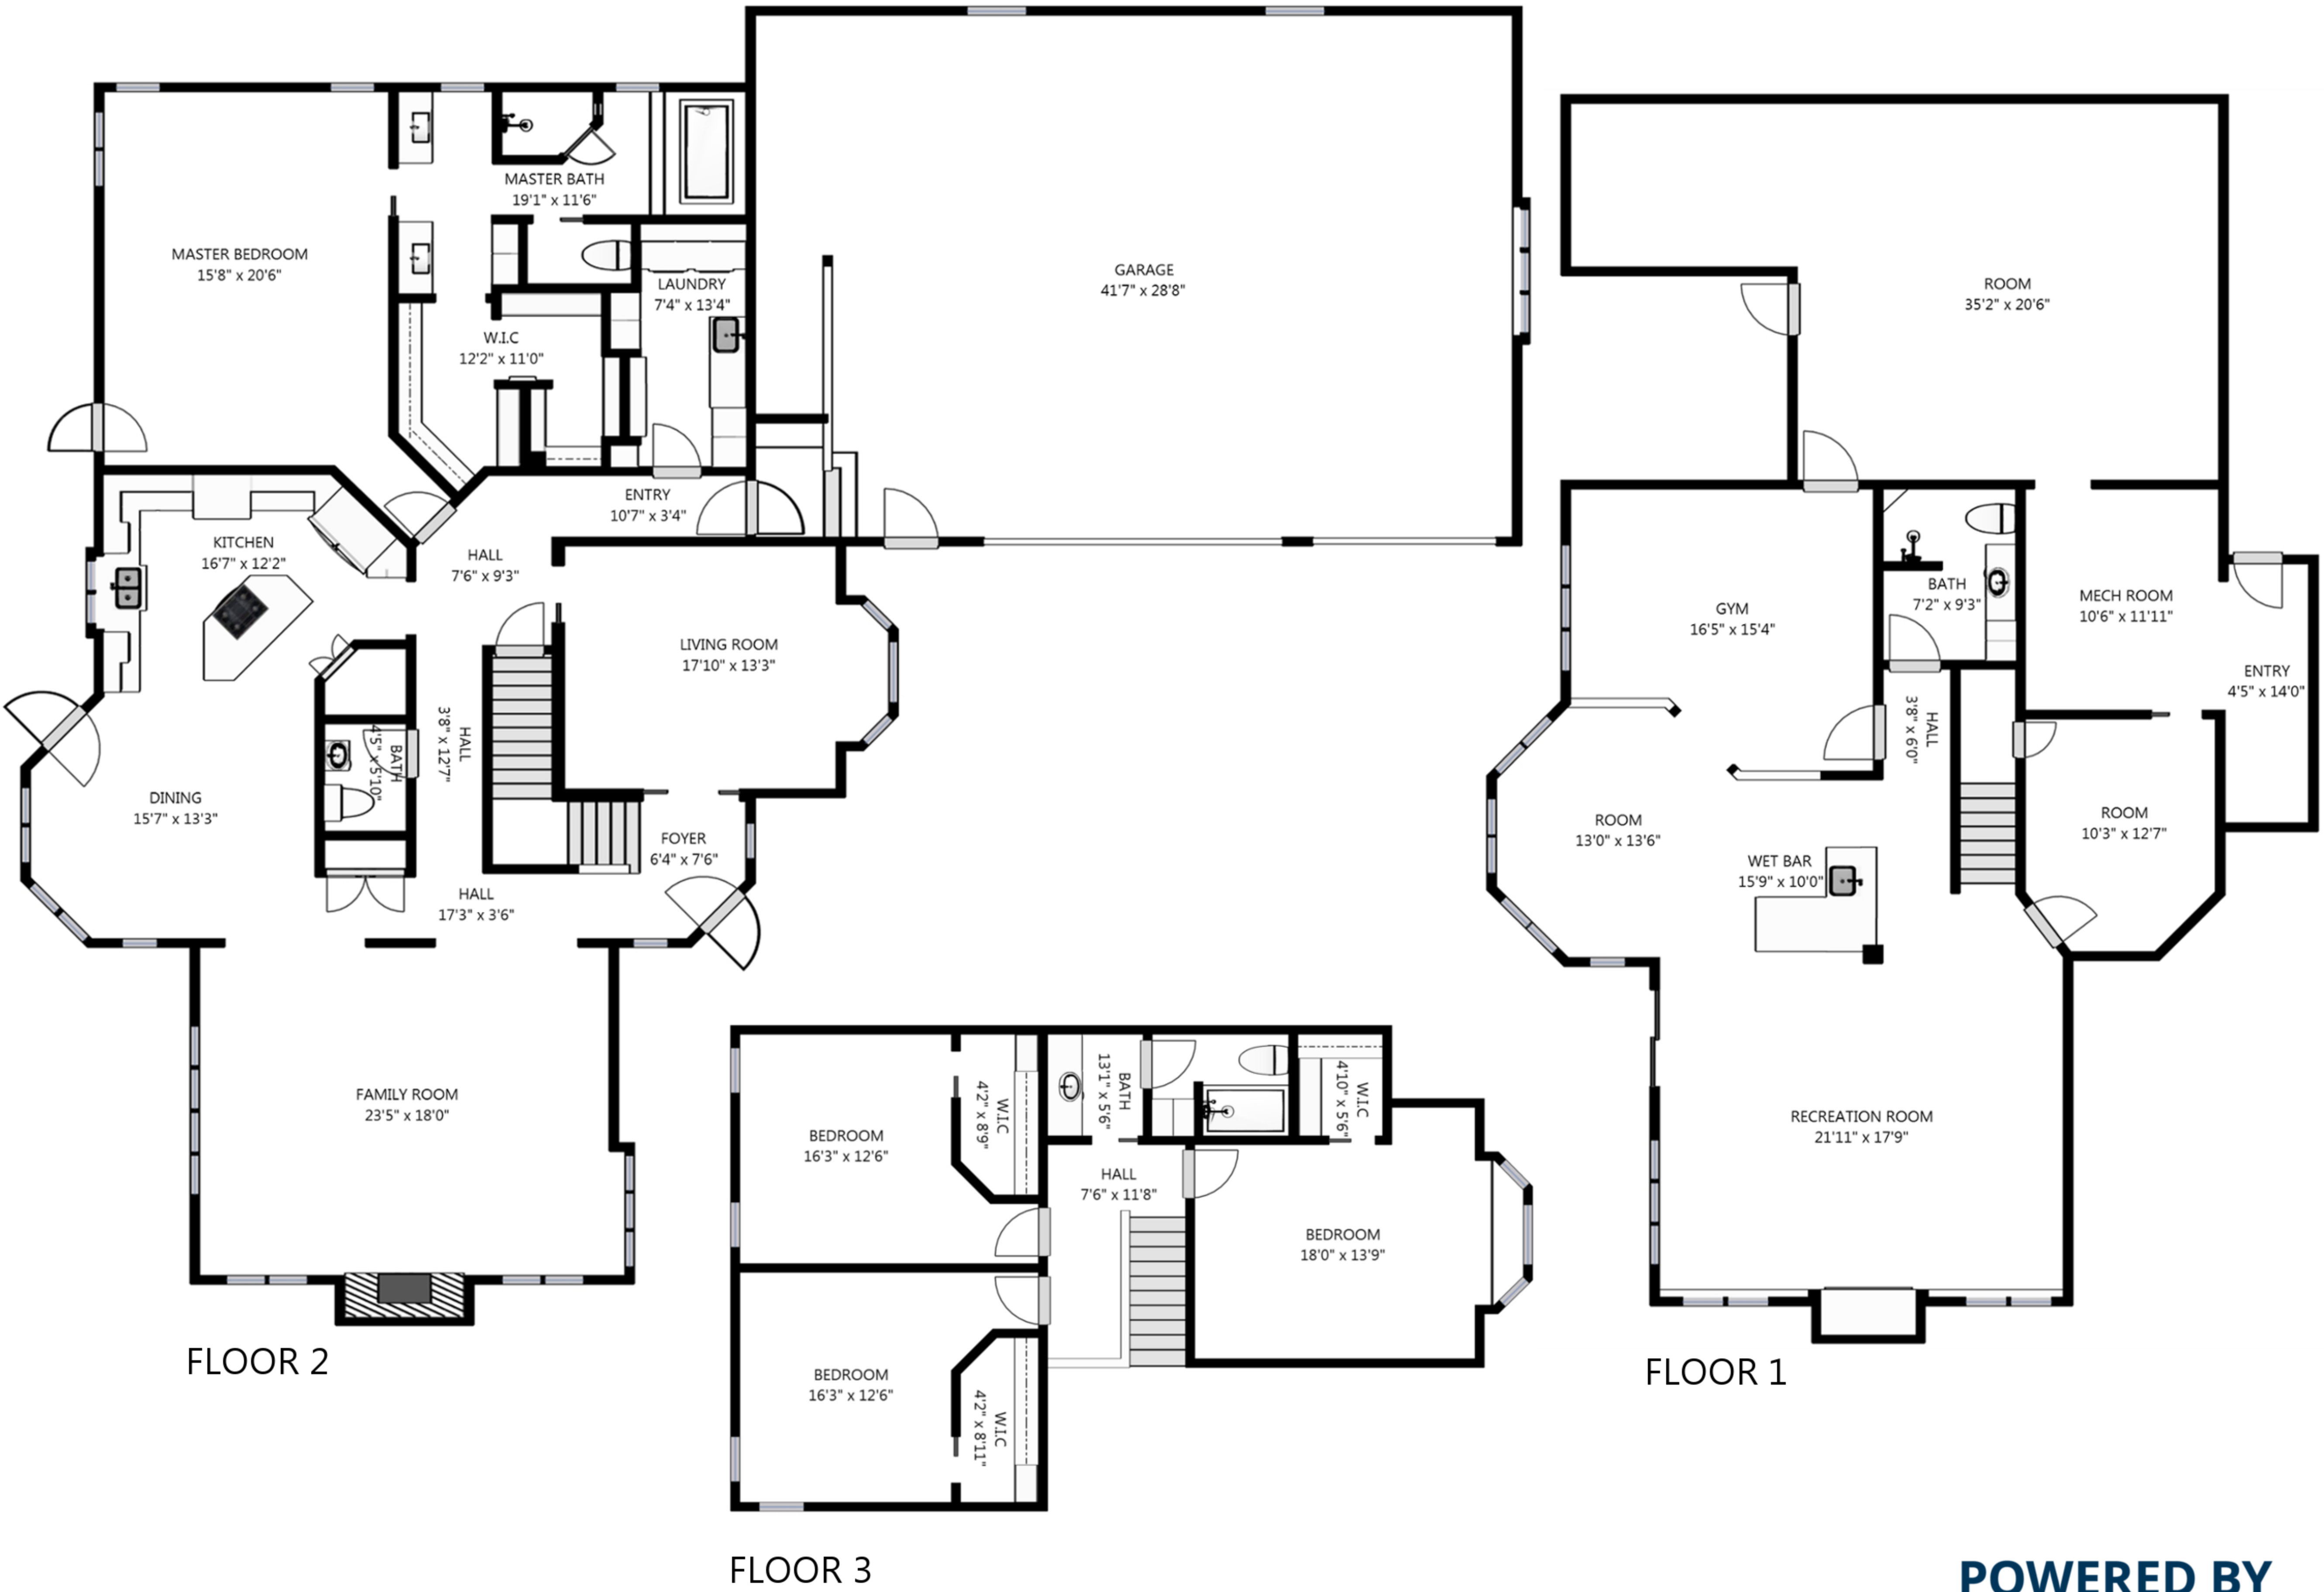 MASTER BEDROOM
15'8" x 20'6"
MASTER BATH
19'1" x 11'6"
W.I.C
12'2" x 11'0"
LAUNDRY
7'4" x 13'4"
GARAGE
41'7" x 28'8"
ENTRY
10'7" x 3'4"
KITCHEN
16'7" x 12'2"
HALL
7'6" x 9'3"
LIVING ROOM
17'10" x 13'3"
HALL
3'8" x 12'7"
BATH
4'5" x 5'10"
DINING
15'7" x 13'3"
FOYER
6'4" x 7'6"
HALL
17'3" x 3'6"
FAMILY ROOM
23'5" x 18'0"
FLOOR 2
BEDROOM
16'3" x 12'6"
W.I.C
4'2" x 8'9"
BATH
13'1" x 5'6"
W.I.C
4'10" x 5'6"
HALL
7'6" x 11'8"
BEDROOM
18'0" x 13'9"
BEDROOM
16'3" x 12'6"
W.I.C
4'2" x 8'11"
FLOOR 3
ROOM
35'2" x 20'6"
GYM
16'5" x 15'4"
BATH
7'2" x 9'3"
MECH ROOM
10'6" x 11'11"
ENTRY
4'5" x 14'0"
HALL
3'8" x 6'0"
ROOM
13'0" x 13'6"
WET BAR
15'9" x 10'0"
ROOM
10'3" x 12'7"
RECREATION ROOM
21'11" x 17'9"
FLOOR 1
POWERED BY